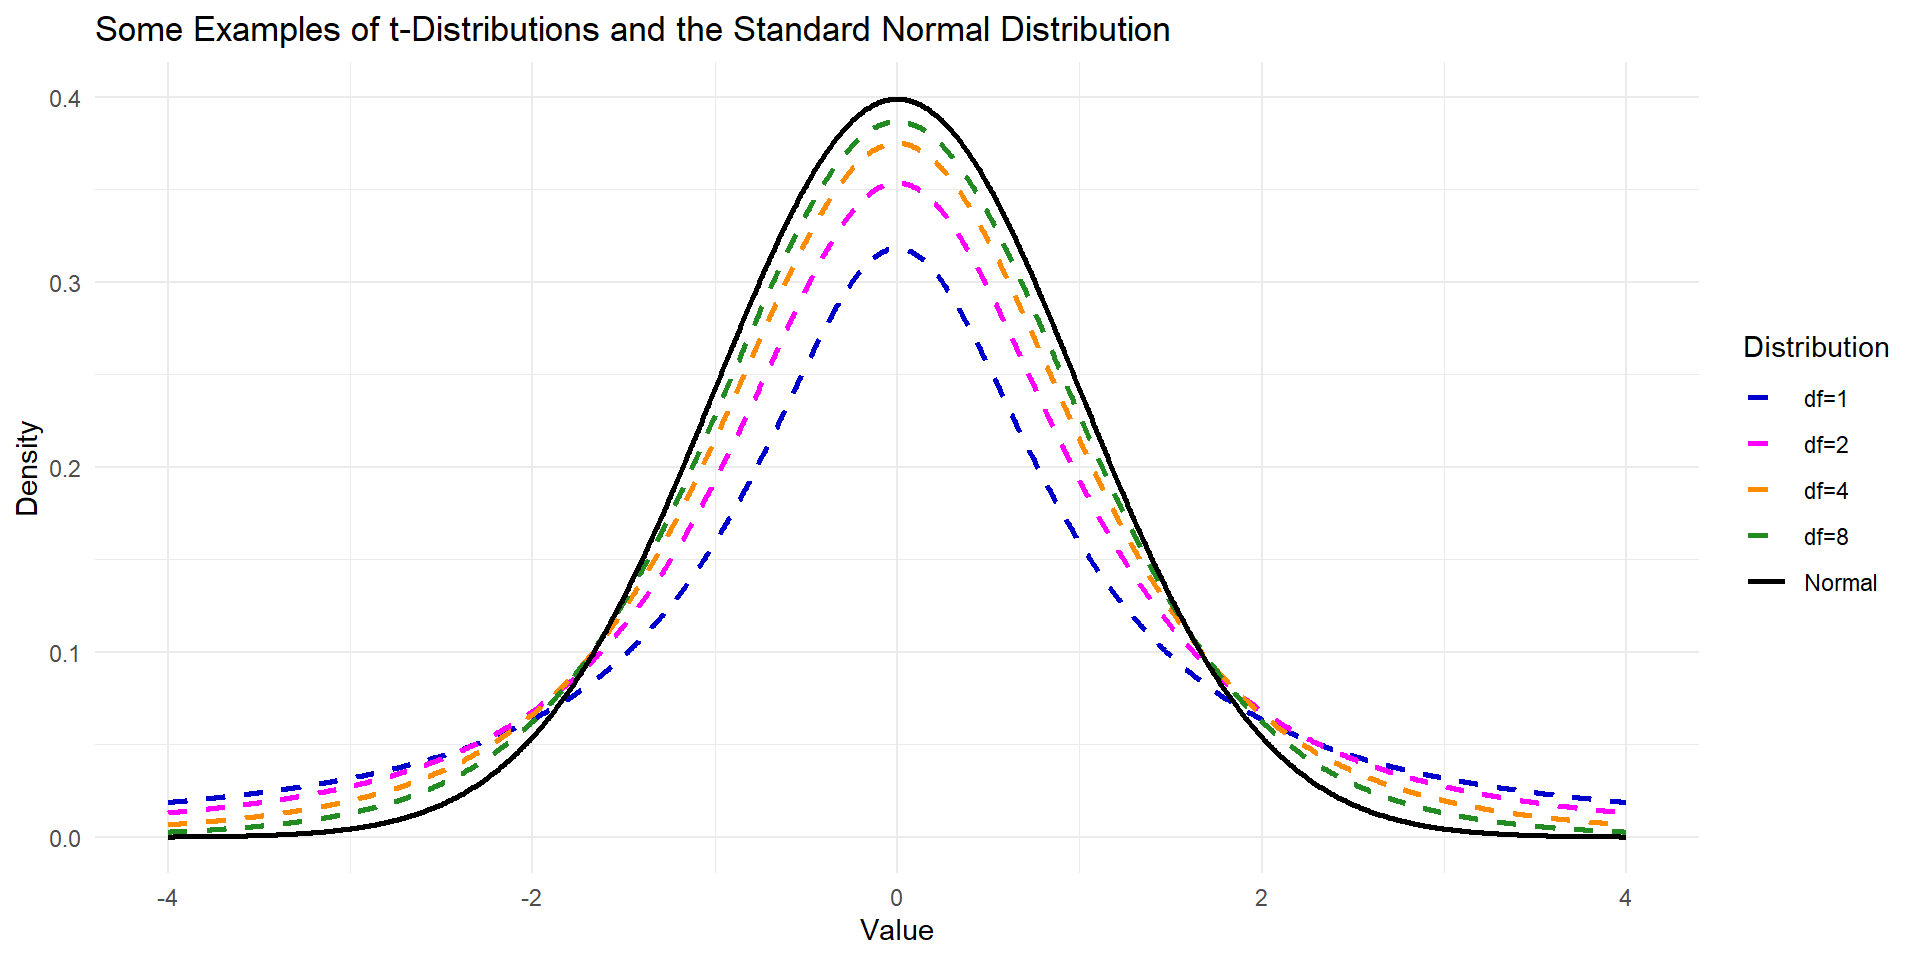 Some Examples of t-Distributions and the Standard Normal Distribution
0.4
0.3
0.2
0.1
0.0
Density
-4
-2
0
2
4
Value
Distribution
df=1
df=2
df=4
df=8
Normal